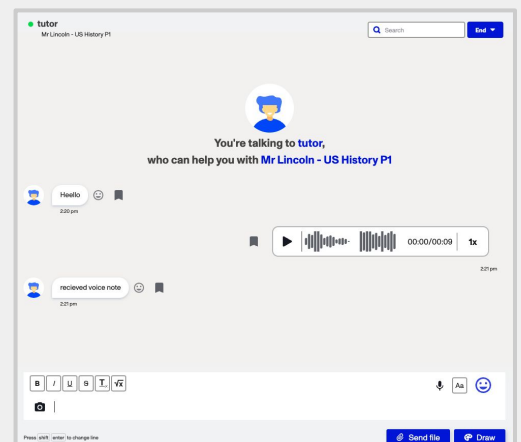 tutor
Mr Lincoln - US History P1
Search
End
You're talking to tutor,
who can help you with Mr Lincoln - US History P1
Heello
2:20 pm
00:00/00:09 1x
2:21 pm
recieved voice note
2:21 pm
B I U S T √x
Aa
Press shift enter to change line
Send file
Draw